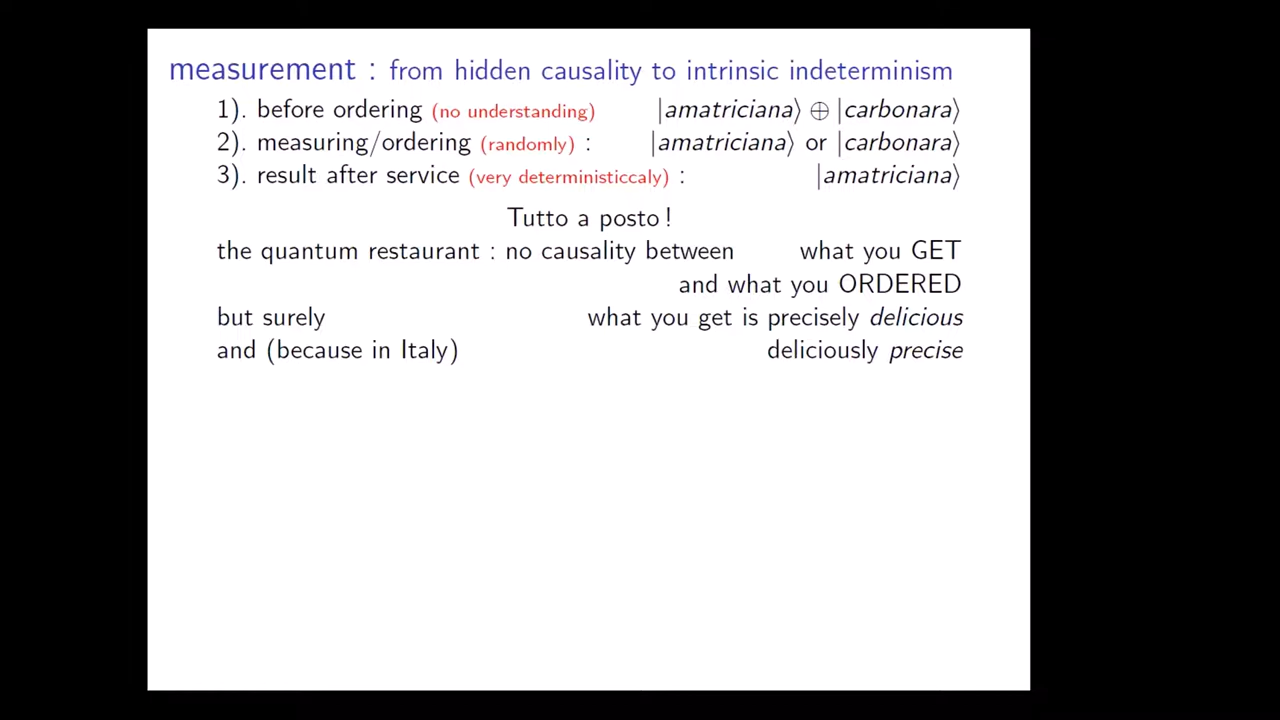 measurement : from hidden causality to intrinsic indeterminism
1). before ordering (no understanding) |amatriciana⟩ ⊕ |carbonara⟩
2). measuring/ordering (randomly) : |amatriciana⟩ or |carbonara⟩
3). result after service (very deterministiccaly) : |amatriciana⟩
Tutto a posto !
the quantum restaurant : no causality between what you GET
and what you ORDERED
but surely what you get is precisely delicious
and (because in Italy) deliciously precise